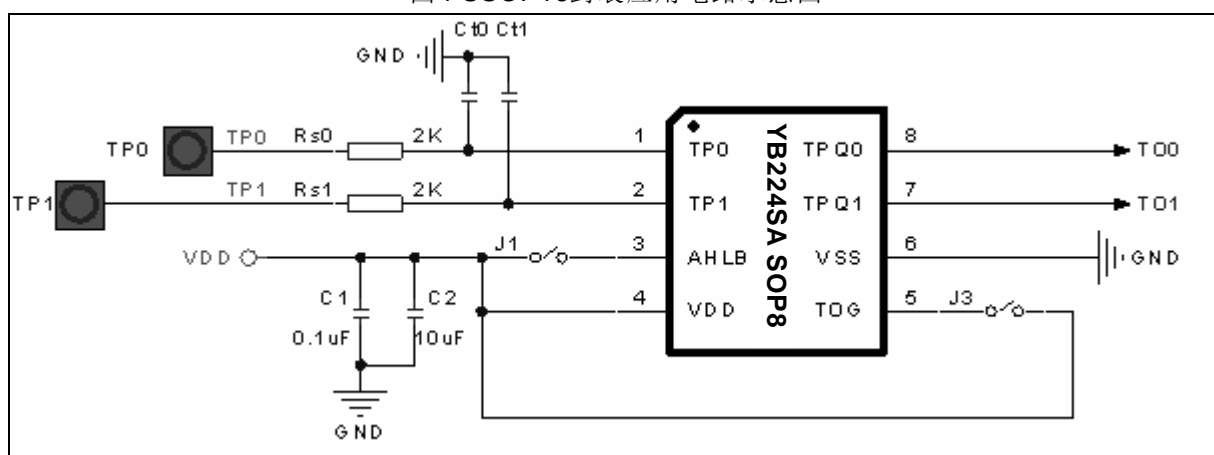 Ct0 Ct1
GND
TP0 TP0 Rs0 2K 1 TP0 TPQ0 8 TO0
TP1 TP1 Rs1 2K 2 TP1 TPQ1 7 TO1
VDD J1 3 AHLB VSS 6 GND
C1 C2 4 VDD TOG 5 J3
0.1uF 10uF
GND
YB224SA SOP8